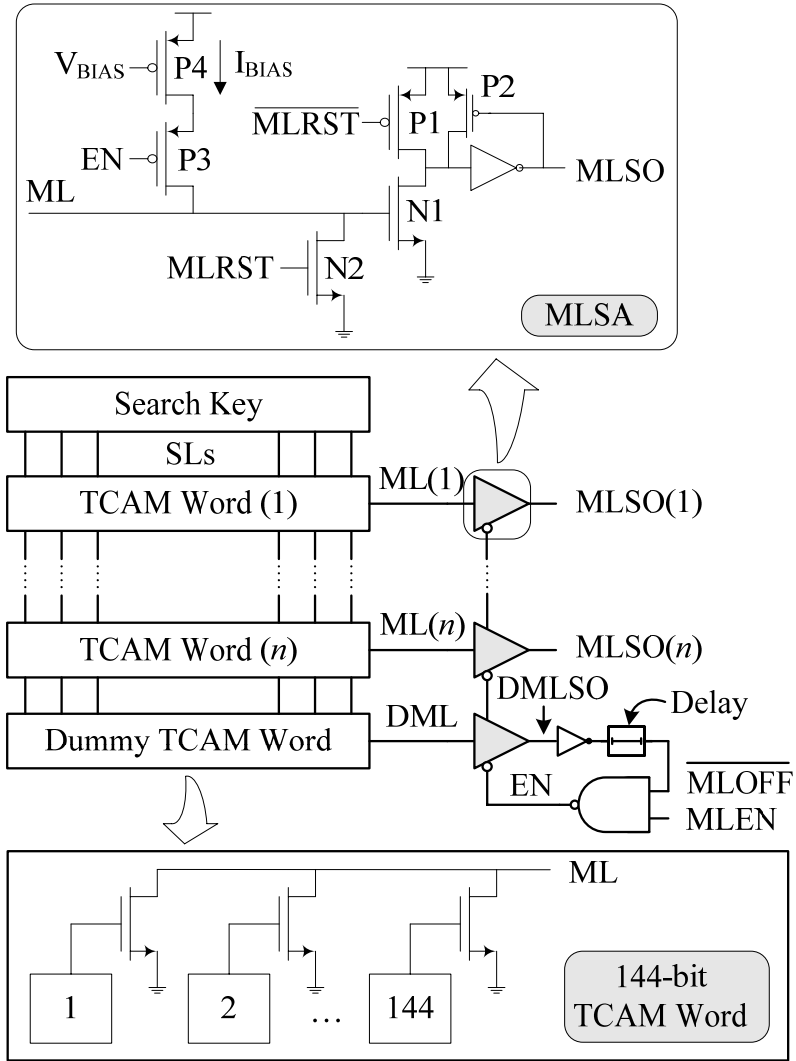 V_BIAS
P4
I_BIAS
EN
P3
ML
MLRST
P1
P2
MLSO
N1
MLRST
N2
MLSA
Search Key
SLs
TCAM Word (1)
ML(1)
MLSO(1)
TCAM Word (n)
ML(n)
MLSO(n)
DMLSO
Delay
Dummy TCAM Word
DML
EN
MLOFF
MLEN
ML
1
2
...
144
144-bit
TCAM Word